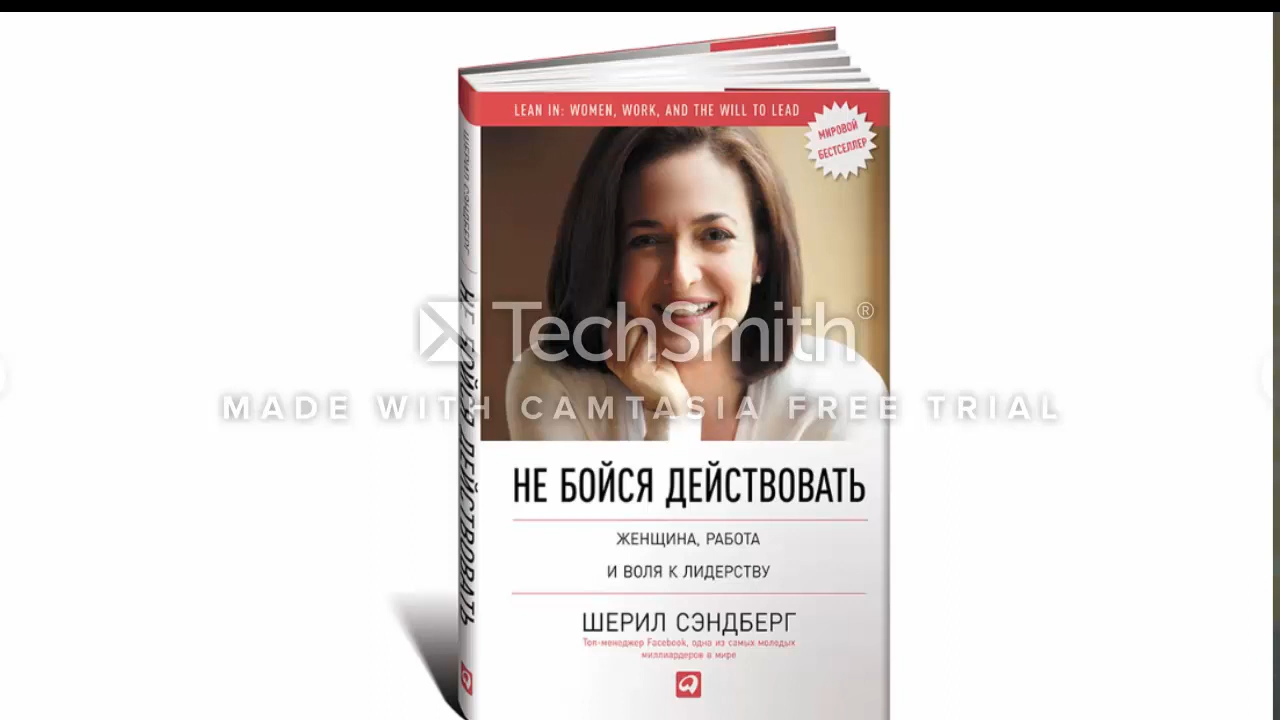 LEAN IN: WOMEN, WORK, AND THE WILL TO LEAD
МИРОВОЙ
БЕСТСЕЛЛЕР
TechSmith®
MADE WITH CAMTASIA FREE TRIAL
НЕ БОЙСЯ ДЕЙСТВОВАТЬ
ЖЕНЩИНА, РАБОТА
И ВОЛЯ К ЛИДЕРСТВУ
ШЕРИЛ СЭНДБЕРГ
Топ-менеджер Facebook, одна из самых молодых
миллиардеров в мире
ШЕРИЛ СЭНДБЕРГ
НЕ БОЙСЯ ДЕЙСТВОВАТЬ